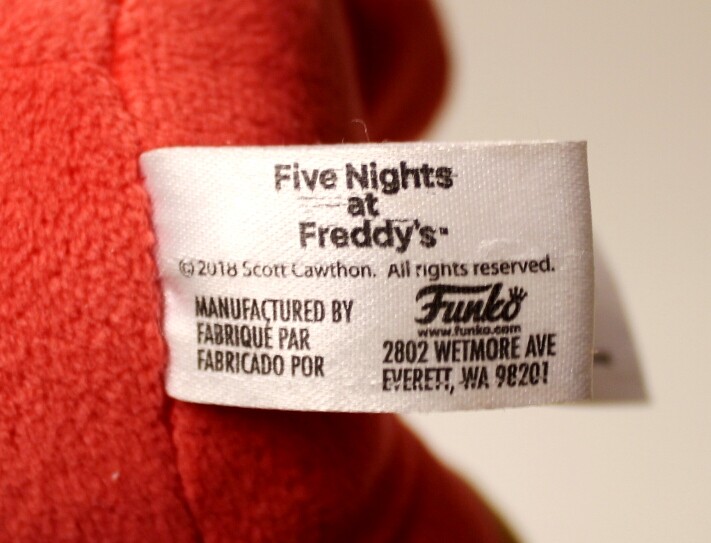 Five Nights
at
Freddy's™
© 2018 Scott Cawthon. All rights reserved.
MANUFACTURED BY
FABRIQUÉ PAR
FABRICADO POR
Funko
www.funko.com
2802 WETMORE AVE
EVERETT, WA 98201